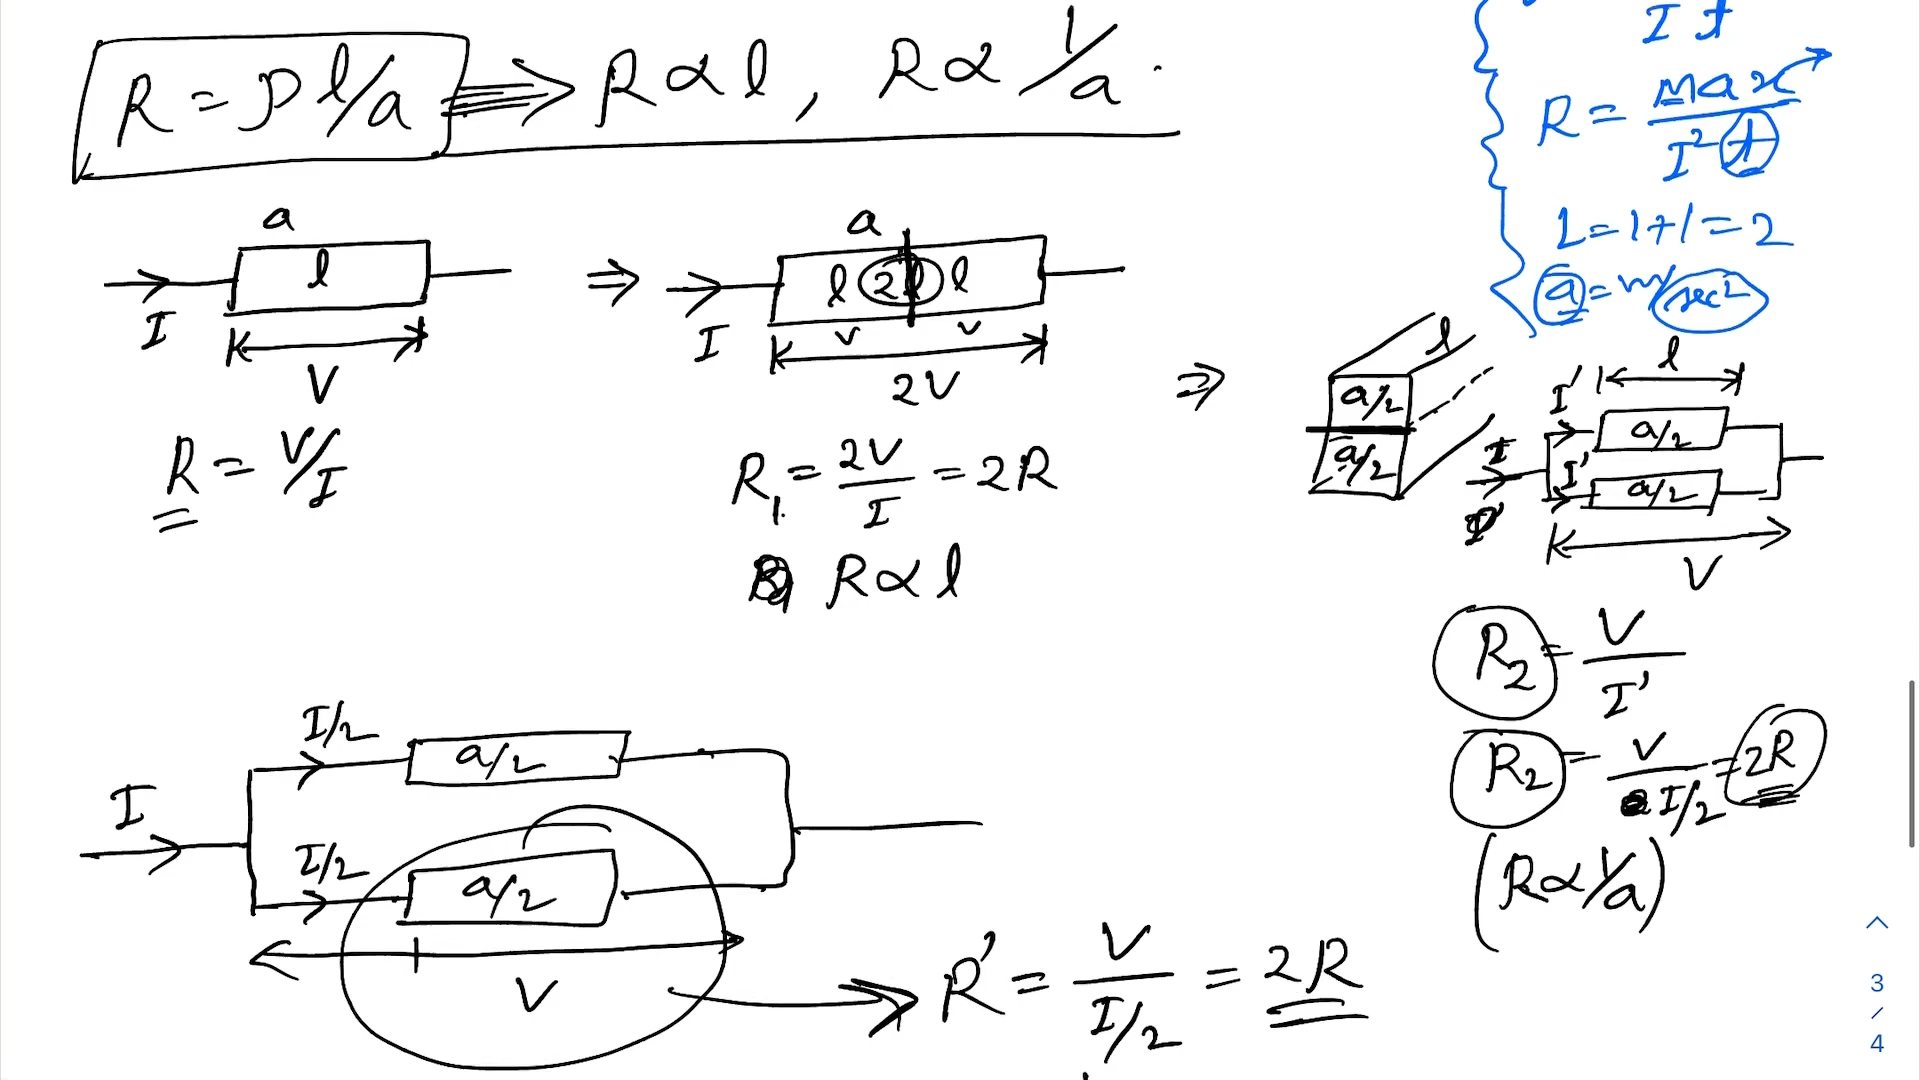 R = ρ l/a ⇒ R ∝ l, R ∝ 1/a.
I t
R = max / I² t
L = 1+1 = 2
a = m/sec²
a
l
I
V
R = V/I
⇒
a
l 2l l
I
v v
2V
R₁ = 2V/I = 2R
R ∝ l
⇒
l
a/2
a/2
l
I' a/2
I
I' a/2
V
R₂ = V/I'
R₂ = V/I/2 = 2R
(R ∝ 1/a)
I/2 a/2
I
I/2 a/2
V
R' = V/I/2 = 2R
3
/
4